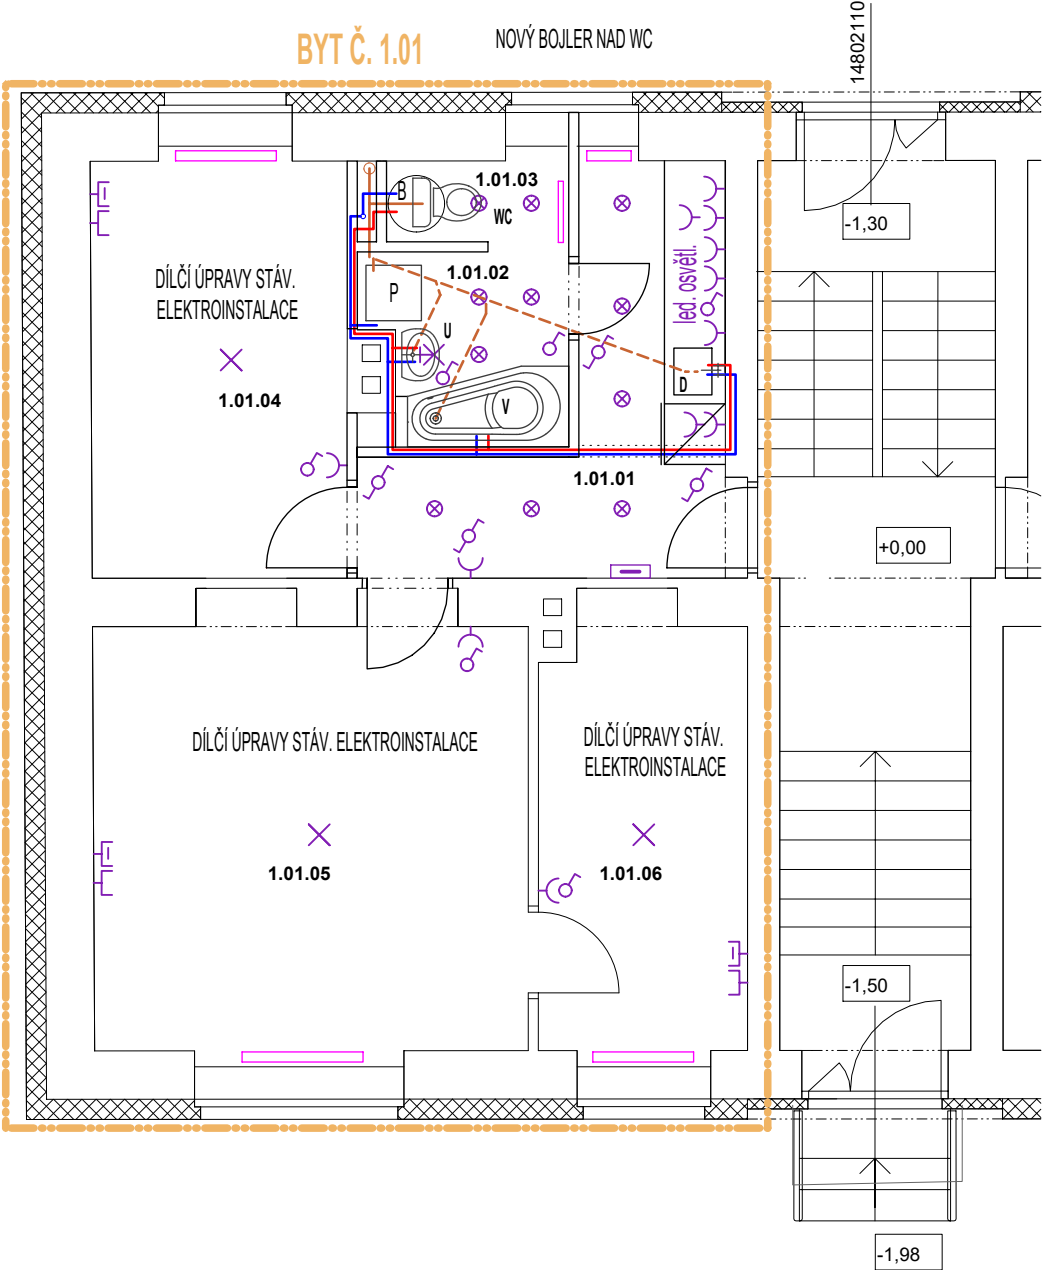 BYT Č. 1.01
NOVÝ BOJLER NAD WC
14802110
B
1.01.03
WC
-1,30
DÍLČÍ ÚPRAVY STÁV.
ELEKTROINSTALACE
1.01.02
P
led. osvětl.
U
D
1.01.04
V
1.01.01
+0,00
DÍLČÍ ÚPRAVY STÁV. ELEKTROINSTALACE
DÍLČÍ ÚPRAVY STÁV.
ELEKTROINSTALACE
1.01.05
1.01.06
-1,50
-1,98